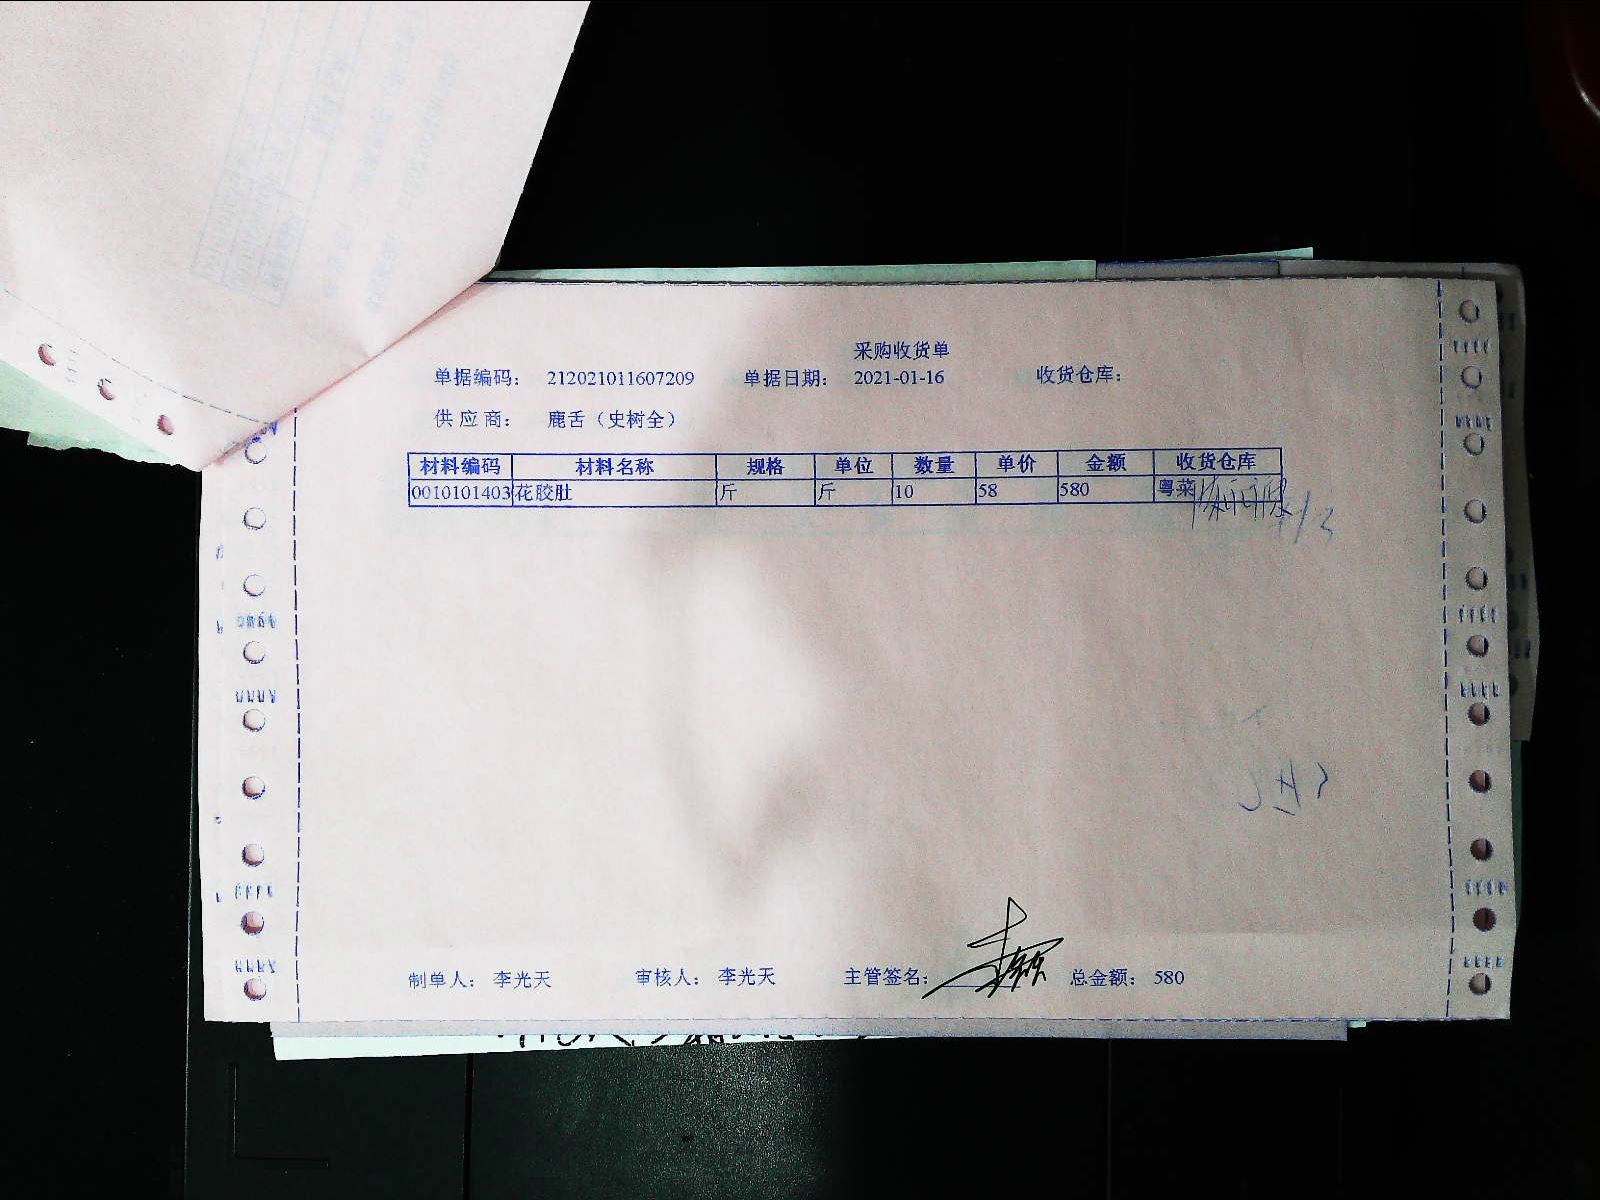 采购收货单
单据编码： 212021011607209 单据日期： 2021-01-16 收货仓库：
供应商： 鹿舌（史树全）
材料编码 材料名称 规格 单位 数量 单价 金额 收货仓库
0010101403 花胶肚 斤 斤 10 58 580 粤菜
制单人： 李光天 审核人： 李光天 主管签名： 总金额： 580